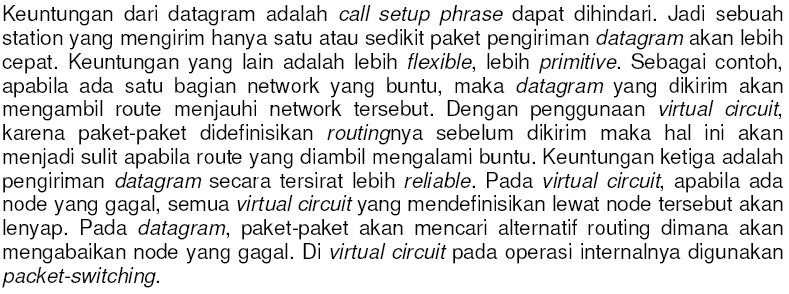 Keuntungan dari datagram adalah call setup phrase dapat dihindari. Jadi sebuah
station yang mengirim hanya satu atau sedikit paket pengiriman datagram akan lebih
cepat. Keuntungan yang lain adalah lebih flexible, lebih primitive. Sebagai contoh,
apabila ada satu bagian network yang buntu, maka datagram yang dikirim akan
mengambil route menjauhi network tersebut. Dengan penggunaan virtual circuit,
karena paket-paket didefinisikan routingnya sebelum dikirim maka hal ini akan
menjadi sulit apabila route yang diambil mengalami buntu. Keuntungan ketiga adalah
pengiriman datagram secara tersirat lebih reliable. Pada virtual circuit, apabila ada
node yang gagal, semua virtual circuit yang mendefinisikan lewat node tersebut akan
lenyap. Pada datagram, paket-paket akan mencari alternatif routing dimana akan
mengabaikan node yang gagal. Di virtual circuit pada operasi internalnya digunakan
packet-switching.